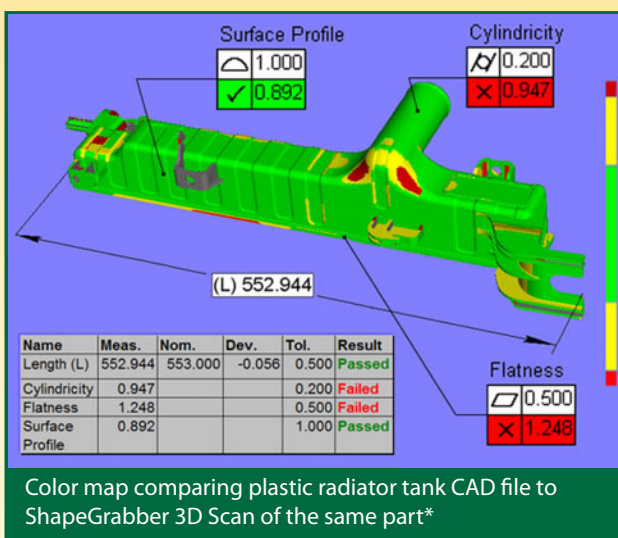 Surface Profile
1.000
✓ 0.892
Cylindricity
0.200
✕ 0.947
(L) 552.944
Name Meas. Nom. Dev. Tol. Result
Length (L) 552.944 553.000 -0.056 0.500 Passed
Cylindricity 0.947 0.200 Failed
Flatness 1.248 0.500 Failed
Surface 0.892 1.000 Passed
Profile
Flatness
0.500
✕ 1.248
Color map comparing plastic radiator tank CAD file to
ShapeGrabber 3D Scan of the same part*